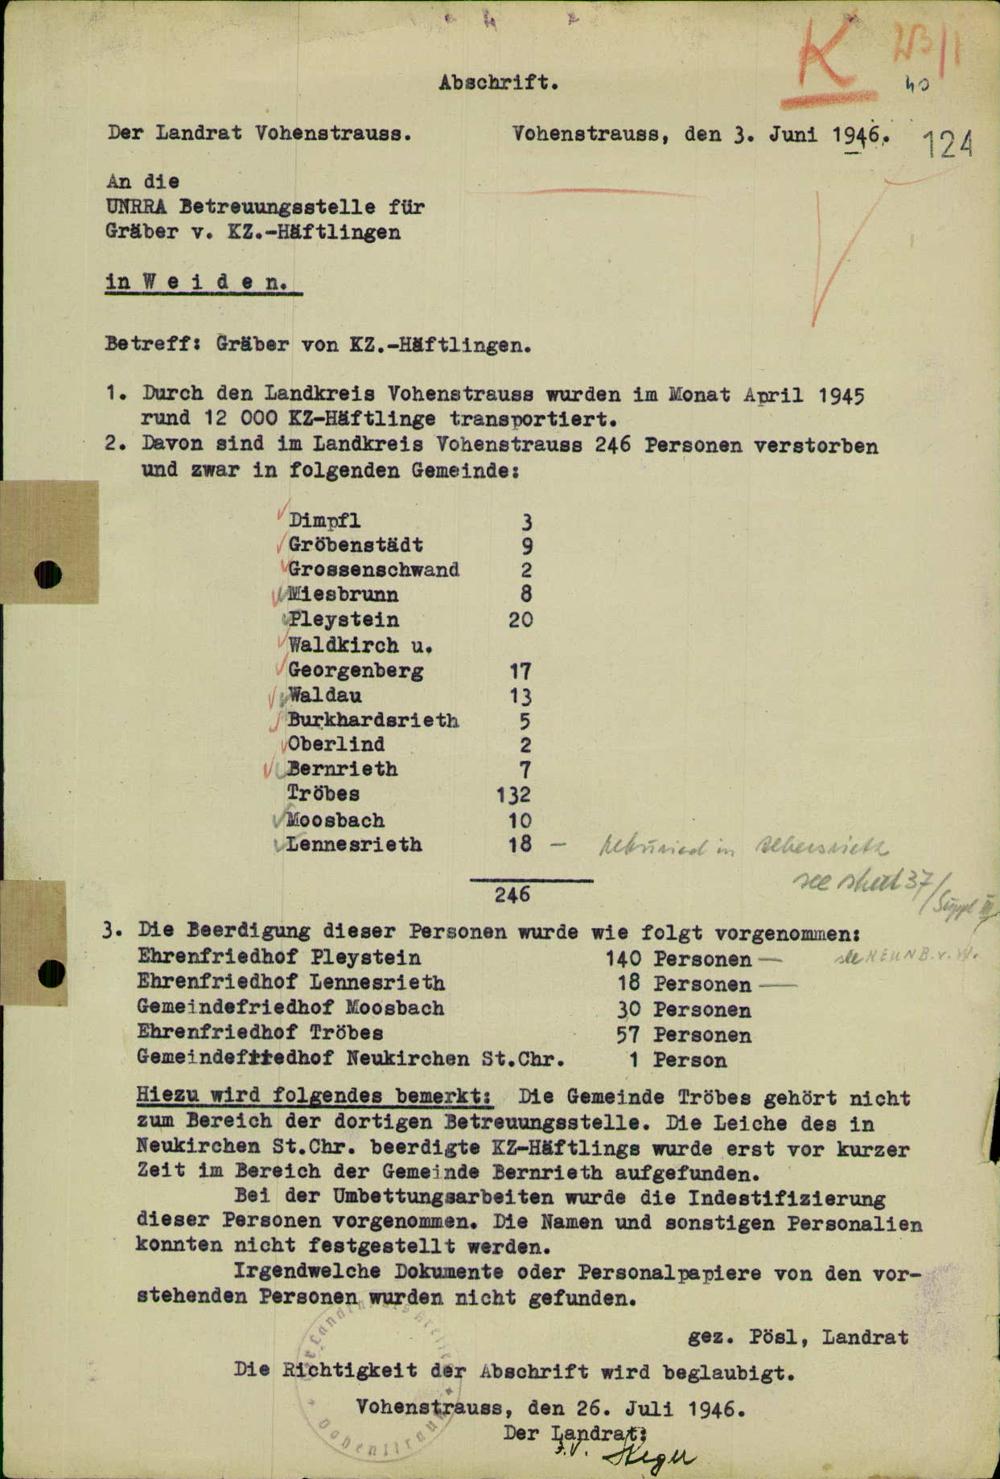 K
Abschrift.
40
Der Landrat Vohenstrauss.
Vohenstrauss, den 3. Juni 1946.
124
An die
UNRRA Betreuungsstelle für
Gräber v. KZ.-Häftlingen
in W e i d e n.
Betreff: Gräber von KZ.-Häftlingen.
1. Durch den Landkreis Vohenstrauss wurden im Monat April 1945
rund 12 000 KZ-Häftlinge transportiert.
2. Davon sind im Landkreis Vohenstrauss 246 Personen verstorben
und zwar in folgenden Gemeinde:
Dimpfl 3
Gröbenstädt 9
Grossenschwand 2
Miesbrunn 8
Pleystein 20
Waldkirch u.
Georgenberg 17
Waldau 13
Burkhardsrieth 5
Oberlind 2
Bernrieth 7
Tröbes 132
Moosbach 10
Lennesrieth 18 -
see sheet 37/
Suppl
246
3. Die Beerdigung dieser Personen wurde wie folgt vorgenommen:
Ehrenfriedhof Pleystein 140 Personen —
see NEUNB. v. W.
Ehrenfriedhof Lennesrieth 18 Personen —
Gemeindefriedhof Moosbach 30 Personen
Ehrenfriedhof Tröbes 57 Personen
Gemeindefriedhof Neukirchen St.Chr. 1 Person
Hiezu wird folgendes bemerkt: Die Gemeinde Tröbes gehört nicht
zum Bereich der dortigen Betreuungsstelle. Die Leiche des in
Neukirchen St.Chr. beerdigte KZ-Häftlings wurde erst vor kurzer
Zeit im Bereich der Gemeinde Bernrieth aufgefunden.
Bei der Umbettungsarbeiten wurde die Indestifizierung
dieser Personen vorgenommen. Die Namen und sonstigen Personalien
konnten nicht festgestellt werden.
Irgendwelche Dokumente oder Personalpapiere von den vor-
stehenden Personen wurden nicht gefunden.
gez. Pösl, Landrat
Die Richtigkeit der Abschrift wird beglaubigt.
Vohenstrauss, den 26. Juli 1946.
Der Landrat: